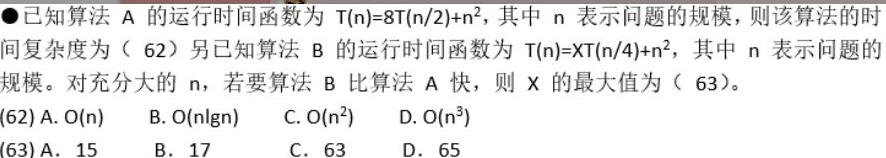 ●已知算法 A 的运行时间函数为 T(n)=8T(n/2)+n²，其中 n 表示问题的规模，则该算法的时
间复杂度为（ 62）另已知算法 B 的运行时间函数为 T(n)=XT(n/4)+n²，其中 n 表示问题的
规模。对充分大的 n，若要算法 B 比算法 A 快，则 X 的最大值为（ 63）。
(62) A. O(n) B. O(nlgn) C. O(n²) D. O(n³)
(63) A． 15 B． 17 C． 63 D． 65